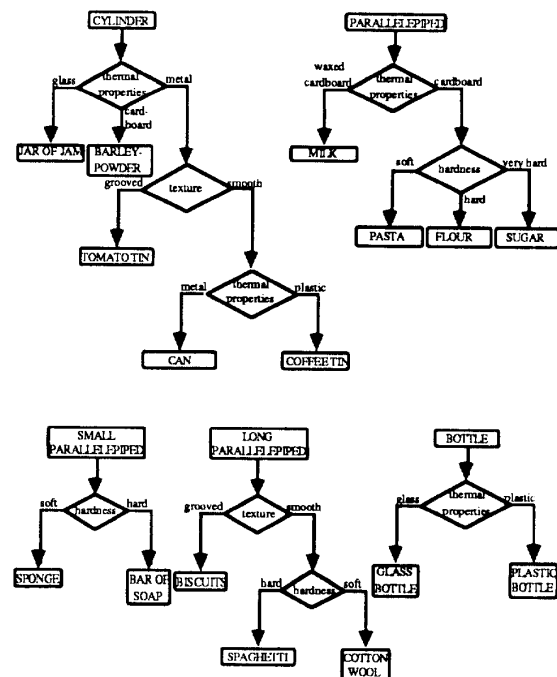 CYLINDER
glass
thermal
properties
metal
card-
board
JAR OF JAM
BARLEY-
POWDER
grooved
texture
smooth
TOMATO TIN
metal
thermal
properties
plastic
CAN
COFFEE TIN
PARALLELEPIPED
waxed
cardboard
thermal
properties
cardboard
MILK
soft
hardness
very hard
hard
PASTA
FLOUR
SUGAR
SMALL
PARALLELEPIPED
soft
hardness
hard
SPONGE
BAR OF
SOAP
LONG
PARALLELEPIPED
grooved
texture
smooth
BISCUITS
hard
hardness
soft
SPAGHETTI
COTTON
WOOL
BOTTLE
glass
thermal
properties
plastic
GLASS
BOTTLE
PLASTIC
BOTTLE